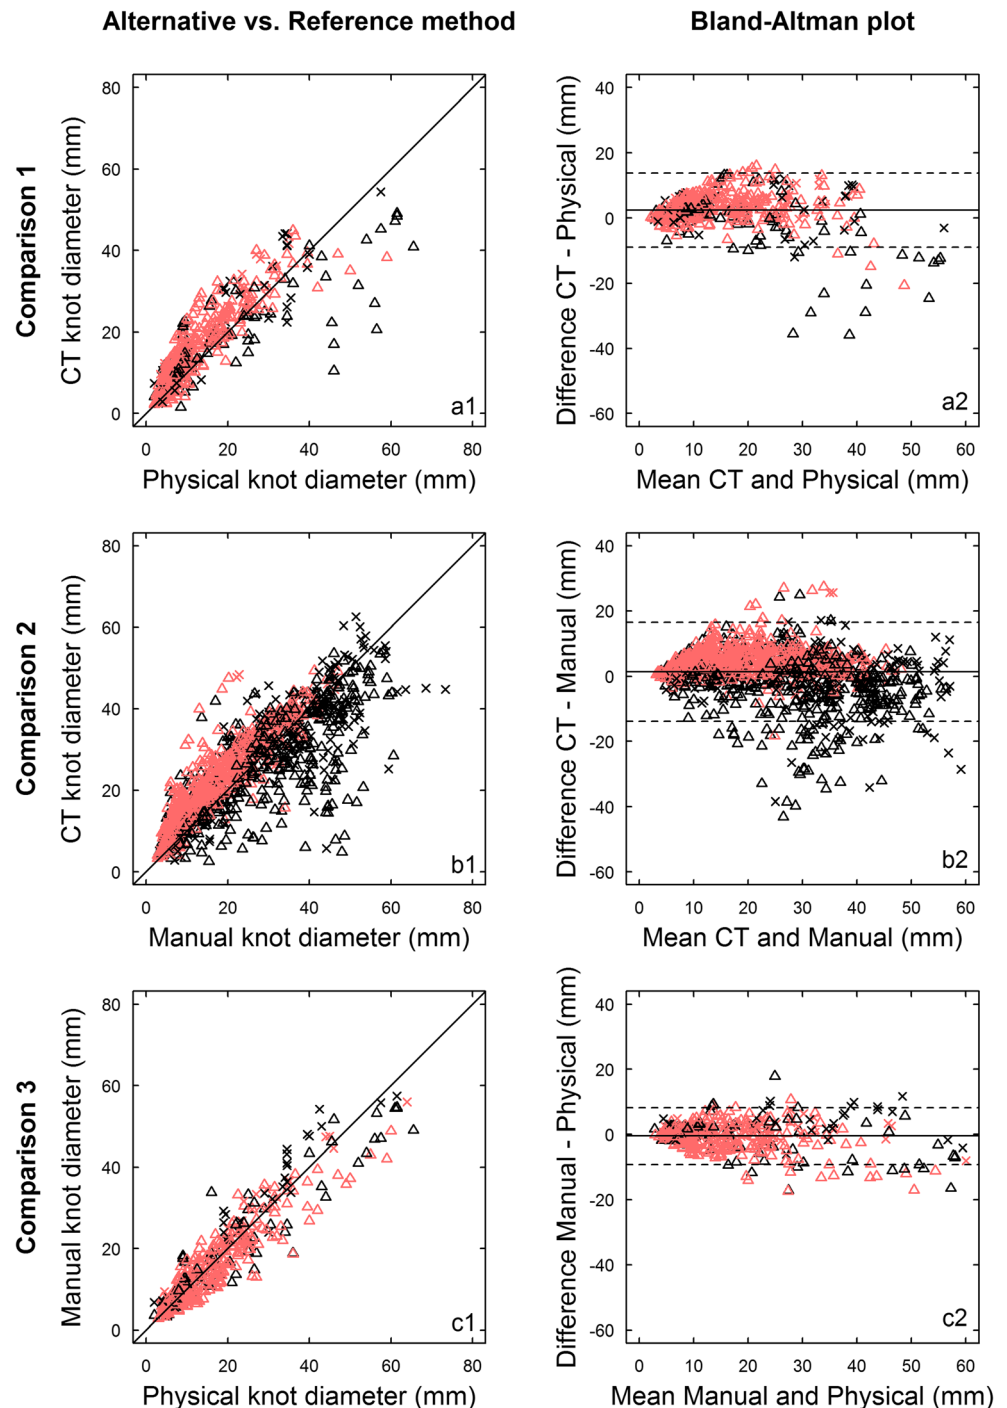 Alternative vs. Reference method
Bland-Altman plot
Comparison 1
CT knot diameter (mm)
80
60
40
20
0
a1
0 20 40 60 80
Physical knot diameter (mm)
Difference CT - Physical (mm)
40
20
0
-20
-40
-60
a2
0 10 20 30 40 50 60
Mean CT and Physical (mm)
Comparison 2
CT knot diameter (mm)
80
60
40
20
0
b1
0 20 40 60 80
Manual knot diameter (mm)
Difference CT - Manual (mm)
40
20
0
-20
-40
-60
b2
0 10 20 30 40 50 60
Mean CT and Manual (mm)
Comparison 3
Manual knot diameter (mm)
80
60
40
20
0
c1
0 20 40 60 80
Physical knot diameter (mm)
Difference Manual - Physical (mm)
40
20
0
-20
-40
-60
c2
0 10 20 30 40 50 60
Mean Manual and Physical (mm)